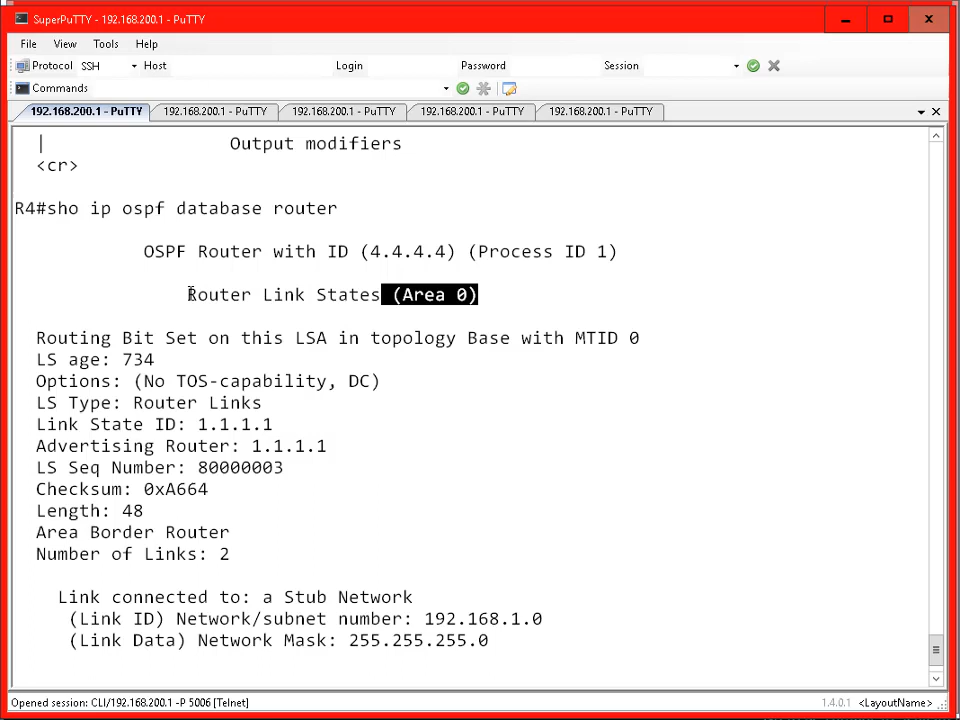 SuperPuTTY - 192.168.200.1 - PuTTY
File View Tools Help
Protocol SSH Host Login Password Session
Commands
192.168.200.1 - PuTTY 192.168.200.1 - PuTTY 192.168.200.1 - PuTTY 192.168.200.1 - PuTTY 192.168.200.1 - PuTTY
| Output modifiers
<cr>
R4#sho ip ospf database router
OSPF Router with ID (4.4.4.4) (Process ID 1)
Router Link States (Area 0)
Routing Bit Set on this LSA in topology Base with MTID 0
LS age: 734
Options: (No TOS-capability, DC)
LS Type: Router Links
Link State ID: 1.1.1.1
Advertising Router: 1.1.1.1
LS Seq Number: 80000003
Checksum: 0xA664
Length: 48
Area Border Router
Number of Links: 2
Link connected to: a Stub Network
(Link ID) Network/subnet number: 192.168.1.0
(Link Data) Network Mask: 255.255.255.0
Opened session: CLI/192.168.200.1 -P 5006 [Telnet] 1.4.0.1 <LayoutName>